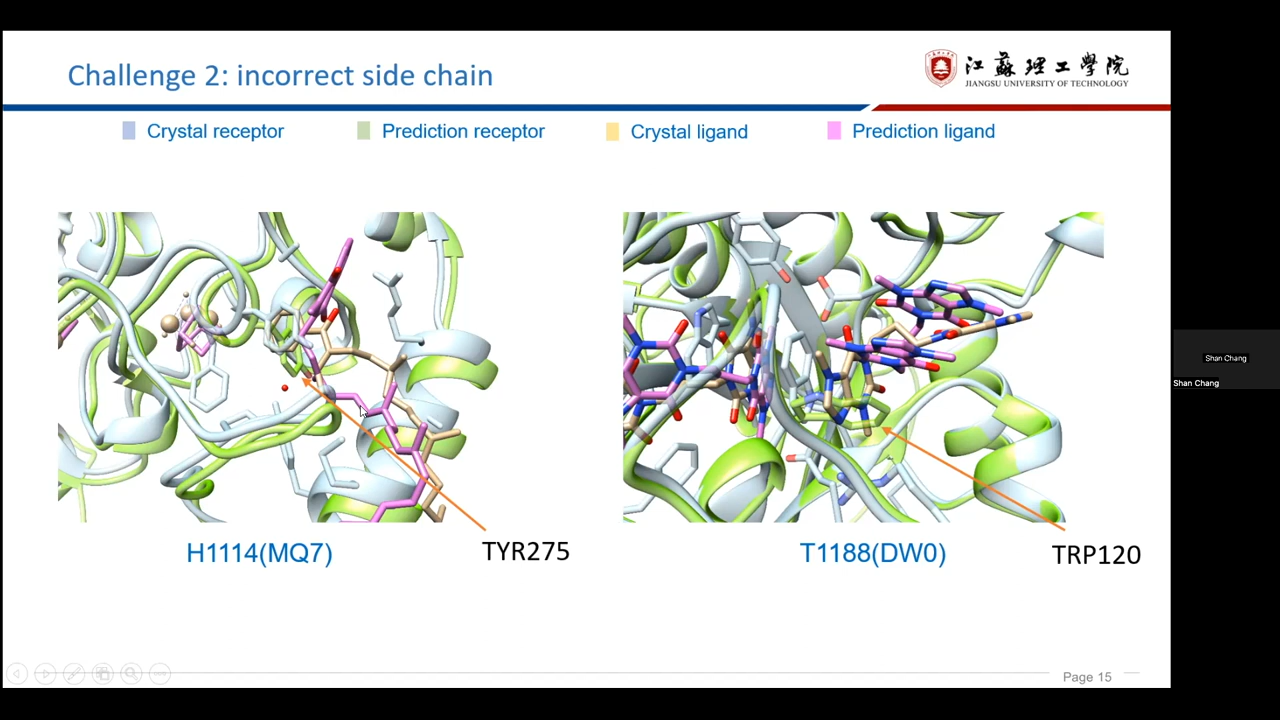 Challenge 2: incorrect side chain
江蘇理工學院
JIANGSU UNIVERSITY OF TECHNOLOGY
Crystal receptor
Prediction receptor
Crystal ligand
Prediction ligand
H1114(MQ7)
TYR275
T1188(DW0)
TRP120
Page 15
Shan Chang
Shan Chang